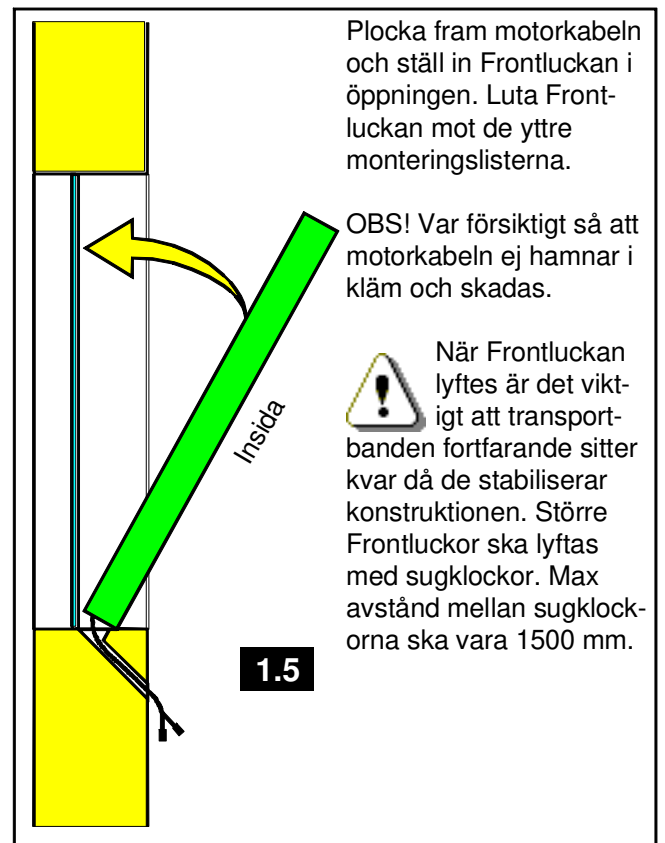 Plocka fram motorkabeln
och ställ in Frontluckan i
öppningen. Luta Front-
luckan mot de yttre
monteringslisterna.
OBS! Var försiktigt så att
motorkabeln ej hamnar i
kläm och skadas.
När Frontluckan
lyftes är det vikt-
igt att transport-
banden fortfarande sitter
kvar då de stabiliserar
konstruktionen. Större
Frontluckor ska lyftas
med sugklockor. Max
avstånd mellan sugklock-
orna ska vara 1500 mm.
Insida
1.5